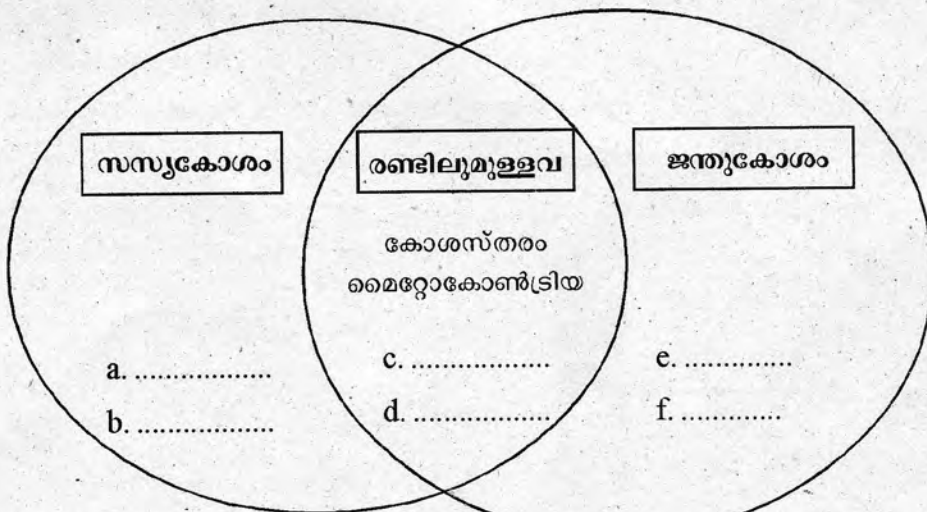 സസ്യകോശം
രണ്ടിലുമുള്ളവ
ജന്തുകോശം
കോശസ്തരം
മൈറ്റോകോൺട്രിയ
a. ...................
b. ...................
c. ...................
d. ...................
e. ...................
f. ..............